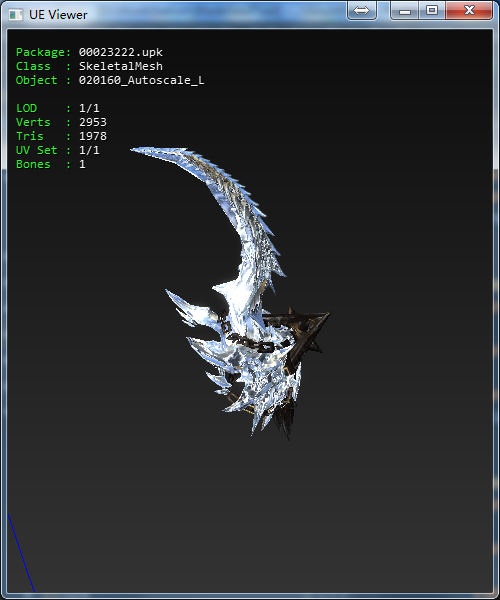 UE Viewer
Package: 00023222.upk
Class : SkeletalMesh
Object : 020160_Autoscale_L
LOD : 1/1
Verts : 2953
Tris : 1978
UV Set : 1/1
Bones : 1